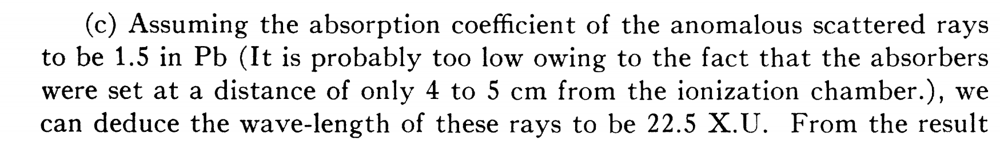 (c) Assuming the absorption coefficient of the anomalous scattered rays
to be 1.5 in Pb (It is probably too low owing to the fact that the absorbers
were set at a distance of only 4 to 5 cm from the ionization chamber.), we
can deduce the wave-length of these rays to be 22.5 X.U. From the result